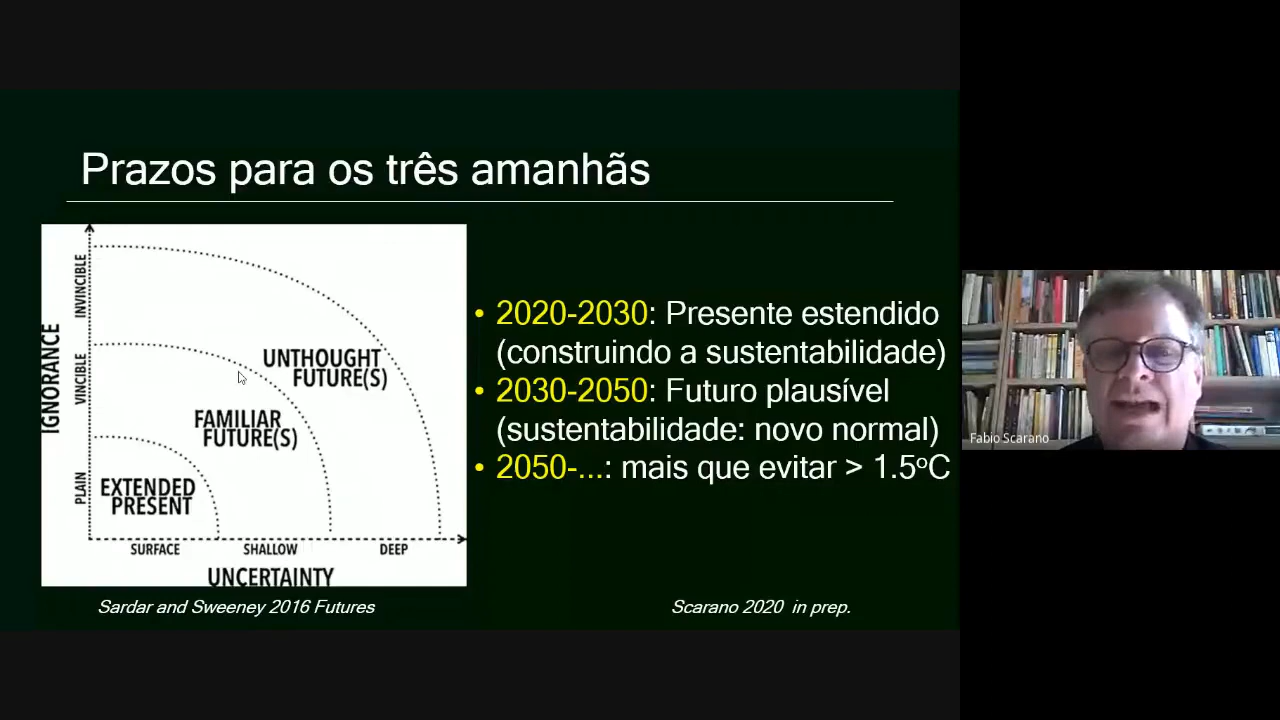 Prazos para os três amanhãs
IGNORANCE
INVINCIBLE
VINCIBLE
PLAIN
UNTHOUGHT
FUTURE(S)
FAMILIAR
FUTURE(S)
EXTENDED
PRESENT
SURFACE
SHALLOW
DEEP
UNCERTAINTY
Sardar and Sweeney 2016 Futures
• 2020-2030: Presente estendido
(construindo a sustentabilidade)
• 2030-2050: Futuro plausível
(sustentabilidade: novo normal)
• 2050-...: mais que evitar > 1.5ºC
Scarano 2020 in prep.
Fabio Scarano